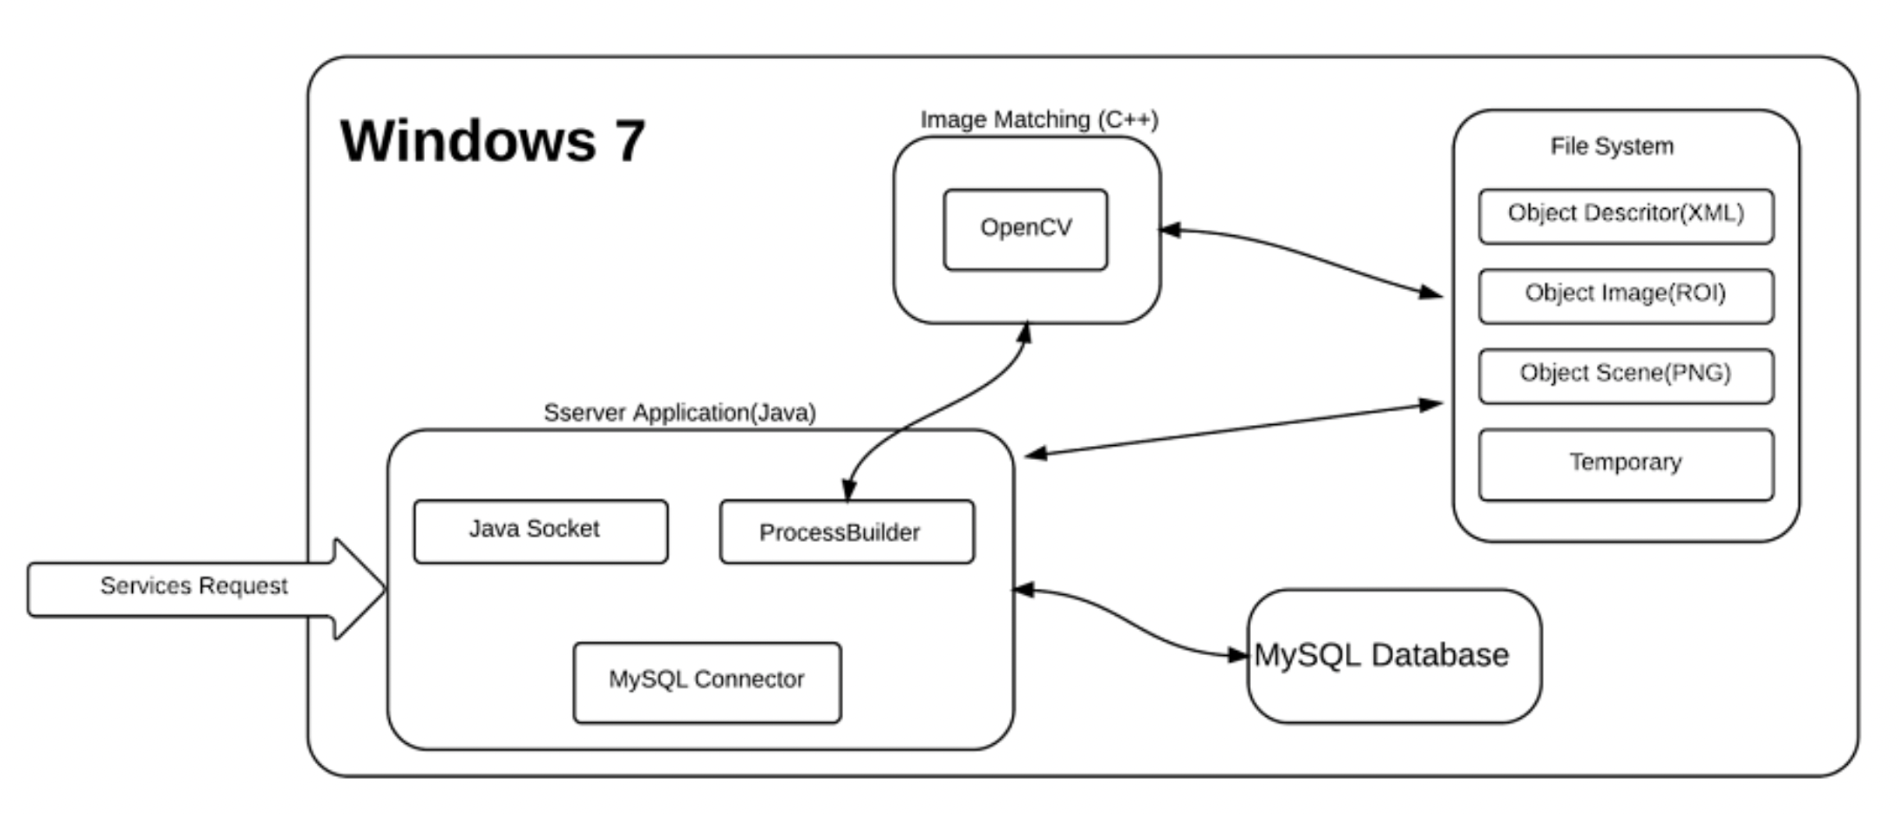 Windows 7
Image Matching (C++)
OpenCV
File System
Object Descritor(XML)
Object Image(ROI)
Object Scene(PNG)
Temporary
Sserver Application(Java)
Java Socket
ProcessBuilder
Services Request
MySQL Connector
MySQL Database